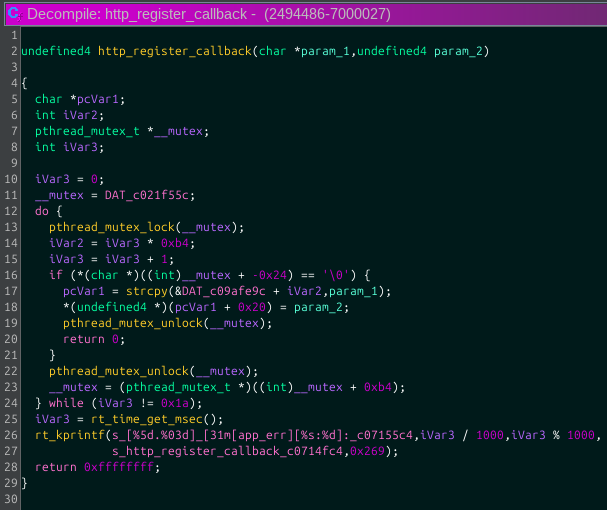 Decompile: http_register_callback - (2494486-7000027)
1
2 undefined4 http_register_callback(char *param_1,undefined4 param_2)
3
4 {
5 char *pcVar1;
6 int iVar2;
7 pthread_mutex_t *__mutex;
8 int iVar3;
9
10 iVar3 = 0;
11 __mutex = DAT_c021f55c;
12 do {
13 pthread_mutex_lock(__mutex);
14 iVar2 = iVar3 * 0xb4;
15 iVar3 = iVar3 + 1;
16 if (*(char *)((int)__mutex + -0x24) == '\0') {
17 pcVar1 = strcpy(&DAT_c09afe9c + iVar2,param_1);
18 *(undefined4 *)(pcVar1 + 0x20) = param_2;
19 pthread_mutex_unlock(__mutex);
20 return 0;
21 }
22 pthread_mutex_unlock(__mutex);
23 __mutex = (pthread_mutex_t *)((int)__mutex + 0xb4);
24 } while (iVar3 != 0x1a);
25 iVar3 = rt_time_get_msec();
26 rt_kprintf(s_[%5d.%03d]_[31m[app_err][%s:%d]:_c07155c4,iVar3 / 1000,iVar3 % 1000,
27 s_http_register_callback_c0714fc4,0x269);
28 return 0xffffffff;
29 }
30